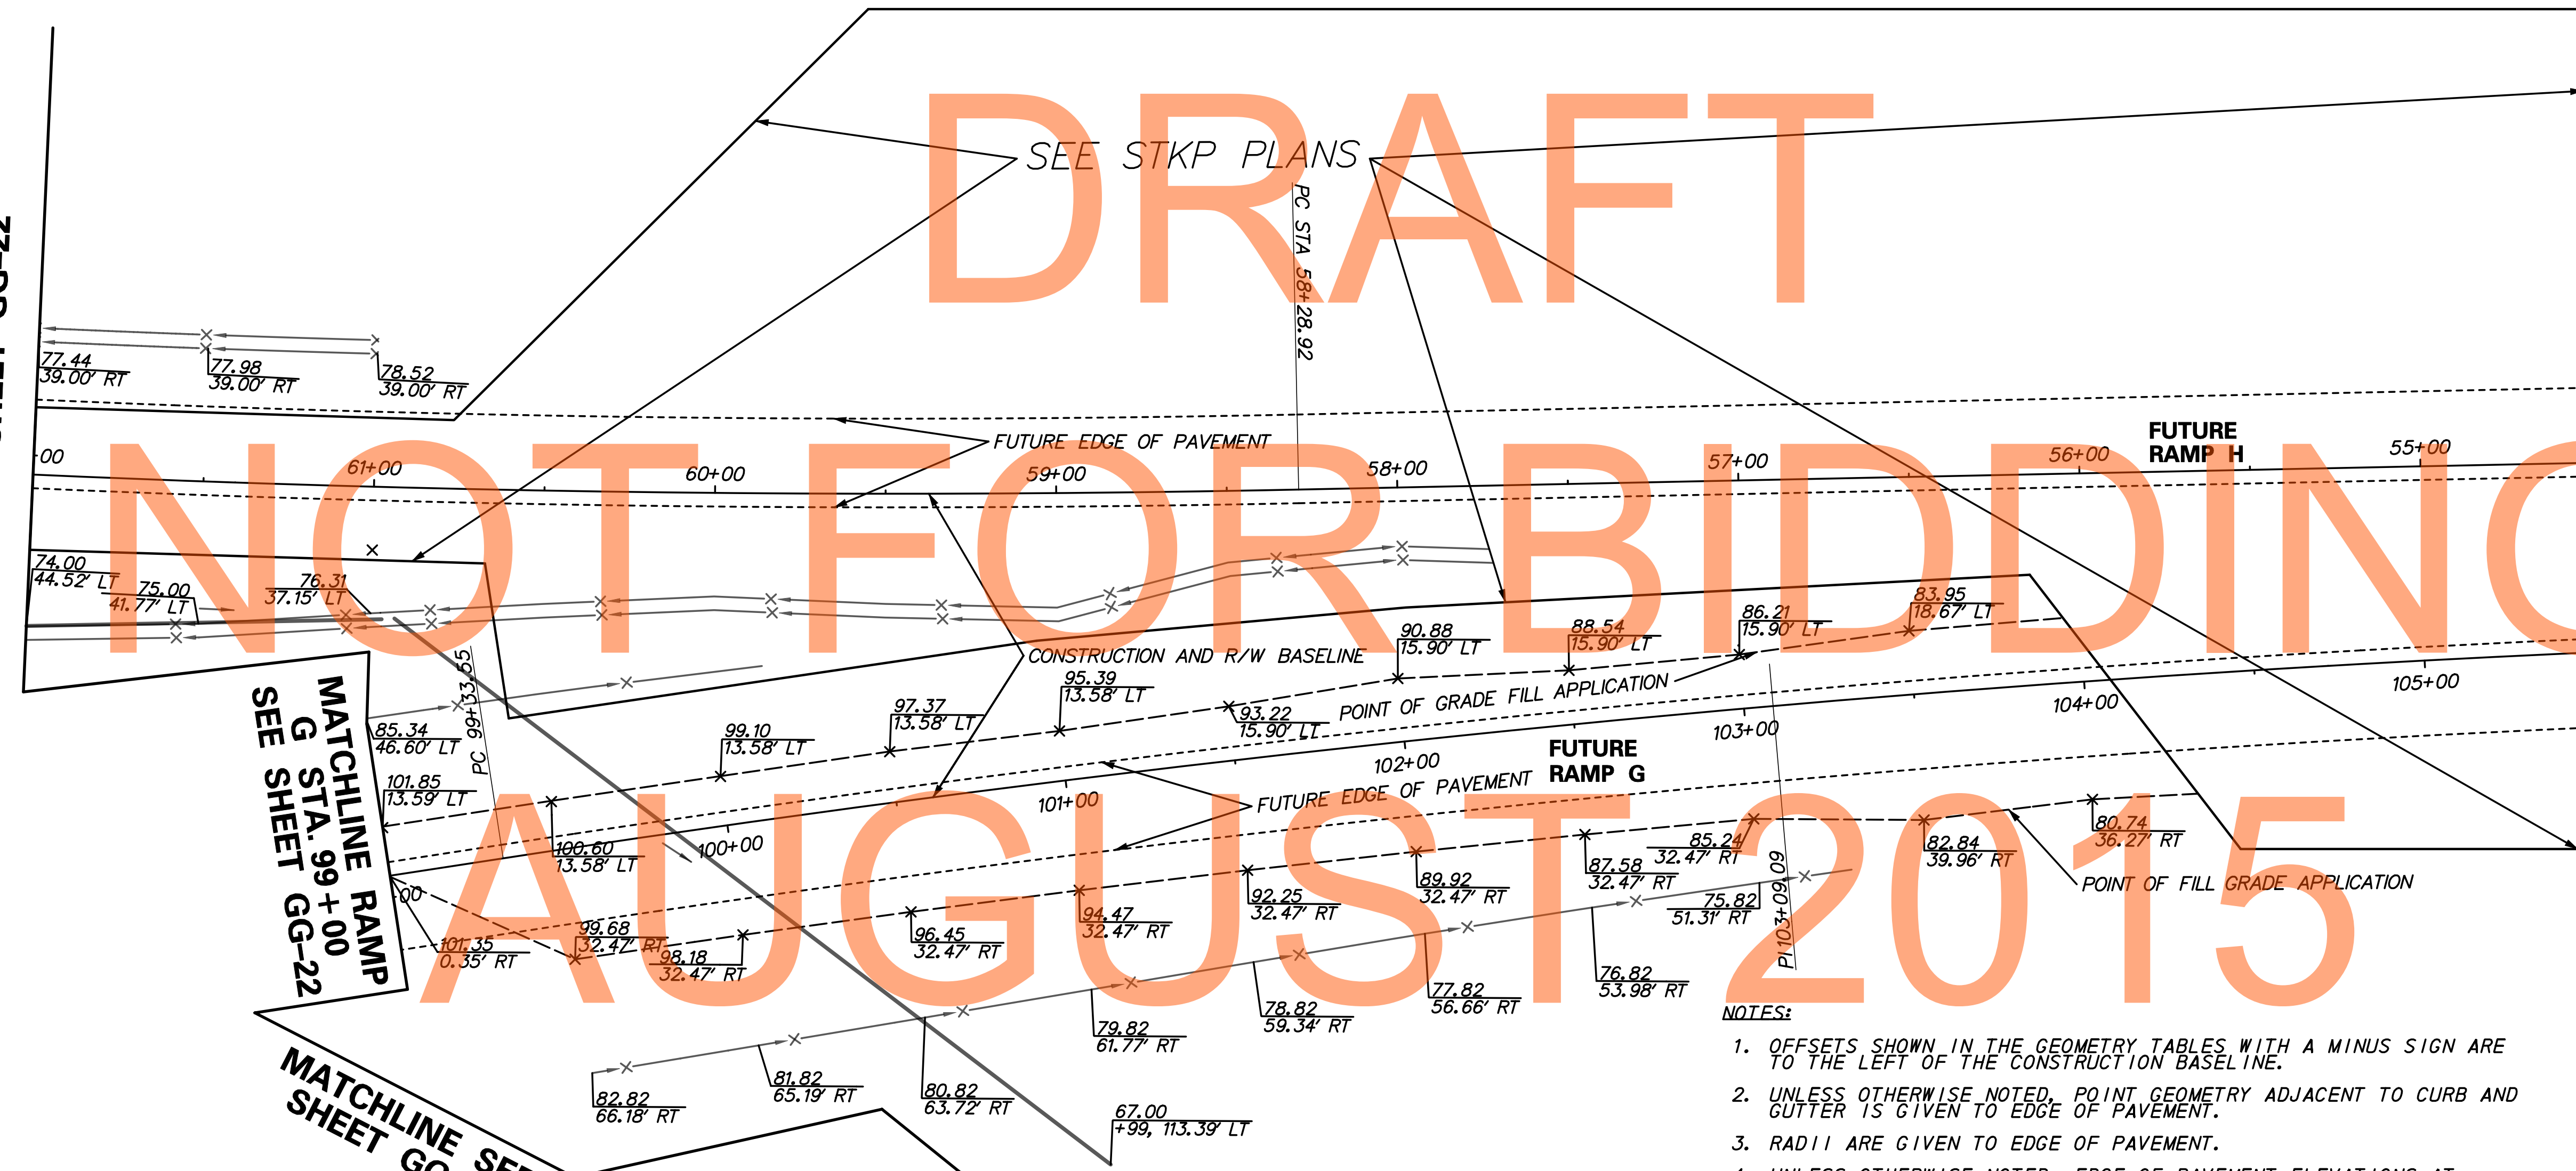 DRAFT
NOT FOR BIDDING
AUGUST 2015
SEE STKP PLANS
PC STA 58+28.92
77.44
39.00' RT
77.98
39.00' RT
78.52
39.00' RT
FUTURE EDGE OF PAVEMENT
FUTURE
RAMP H
00
61+00
60+00
59+00
58+00
57+00
56+00
55+00
74.00
44.52' LT
75.00
41.77' LT
76.31
37.15' LT
83.95
18.67' LT
86.21
15.90' LT
88.54
15.90' LT
90.88
15.90' LT
CONSTRUCTION AND R/W BASELINE
POINT OF GRADE FILL APPLICATION
95.39
13.58' LT
93.22
15.90' LT
97.37
13.58' LT
99.10
13.58' LT
PC 99+33.55
85.34
46.60' LT
101.85
13.59' LT
100.60
13.58' LT
MATCHLINE RAMP
G STA. 99+00
SEE SHEET GG-22
00
100+00
101+00
102+00
103+00
104+00
105+00
FUTURE
RAMP G
FUTURE EDGE OF PAVEMENT
101.35
0.35' RT
99.68
32.47' RT
98.18
32.47' RT
96.45
32.47' RT
94.47
32.47' RT
92.25
32.47' RT
89.92
32.47' RT
87.58
32.47' RT
85.24
32.47' RT
82.84
39.96' RT
80.74
36.27' RT
POINT OF FILL GRADE APPLICATION
PI 103+09.09
75.82
51.31' RT
76.82
53.98' RT
77.82
56.66' RT
78.82
59.34' RT
79.82
61.77' RT
80.82
63.72' RT
81.82
65.19' RT
82.82
66.18' RT
67.00
+99, 113.39' LT
MATCHLINE SEE
SHEET
NOTES:
1. OFFSETS SHOWN IN THE GEOMETRY TABLES WITH A MINUS SIGN ARE
TO THE LEFT OF THE CONSTRUCTION BASELINE.
2. UNLESS OTHERWISE NOTED, POINT GEOMETRY ADJACENT TO CURB AND
GUTTER IS GIVEN TO EDGE OF PAVEMENT.
3. RADII ARE GIVEN TO EDGE OF PAVEMENT.
UNLESS OTHERWISE NOTED, EDGE OF PAVEMENT ELEVATIONS AT